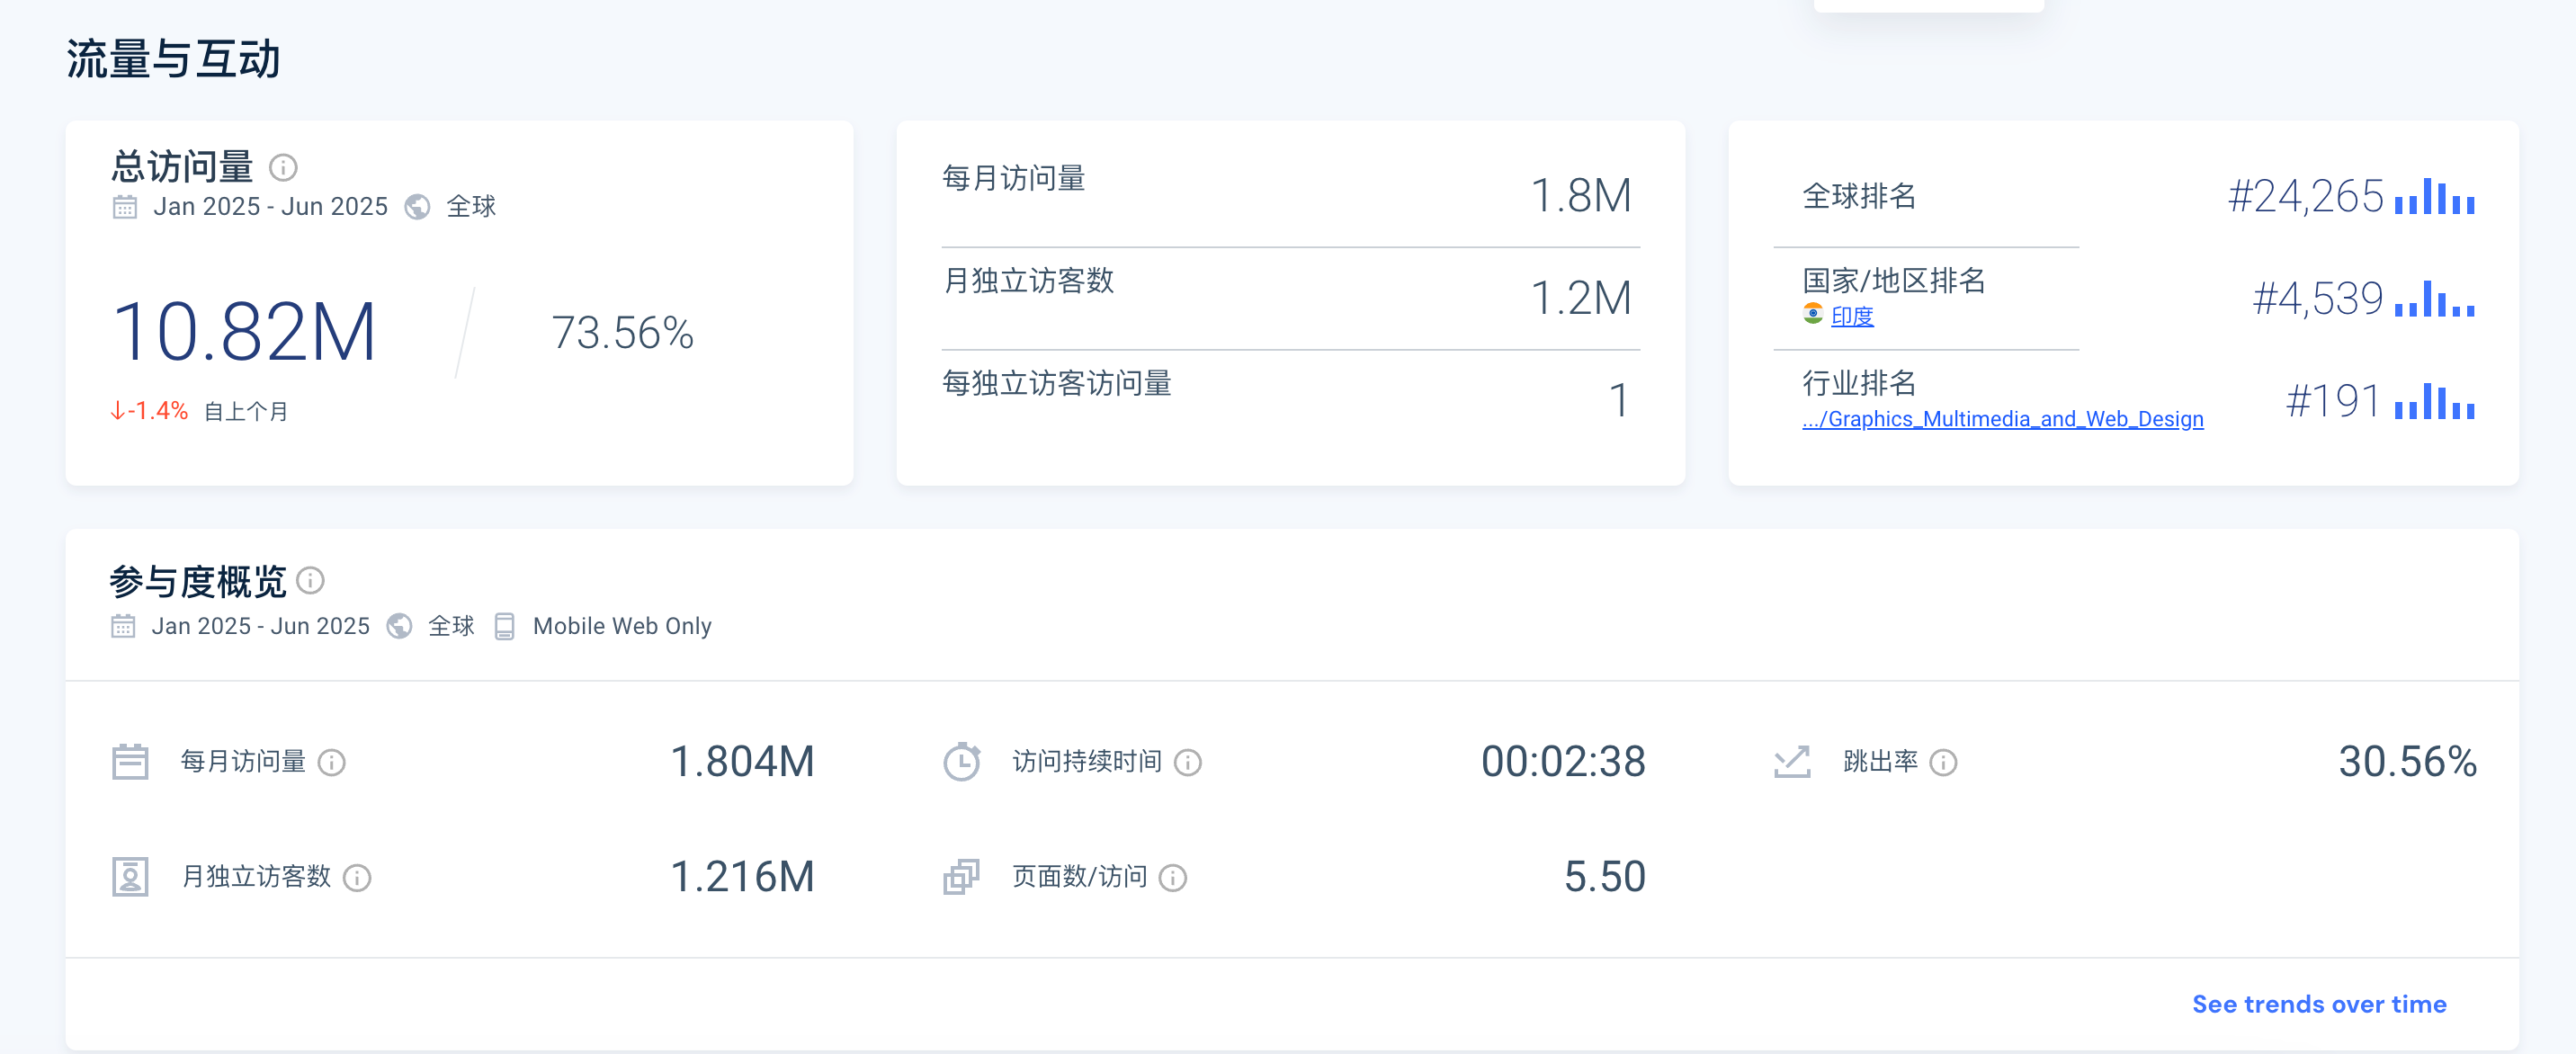 流量与互动
总访问量
Jan 2025 - Jun 2025 全球
10.82M / 73.56%
↓-1.4% 自上个月
每月访问量 1.8M
月独立访客数 1.2M
每独立访客访问量 1
全球排名 #24,265
国家/地区排名 #4,539
印度
行业排名 #191
.../Graphics_Multimedia_and_Web_Design
参与度概览
Jan 2025 - Jun 2025 全球 Mobile Web Only
每月访问量 1.804M 访问持续时间 00:02:38 跳出率 30.56%
月独立访客数 1.216M 页面数/访问 5.50
See trends over time